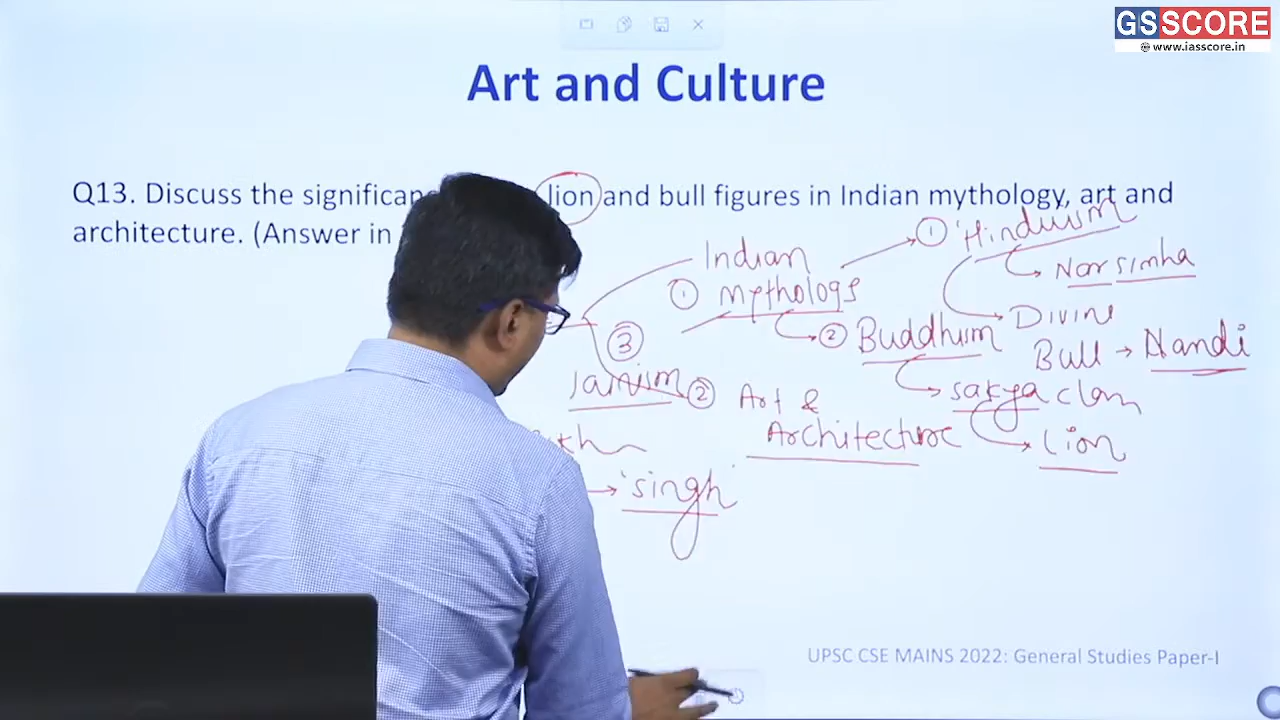 GSSCORE
www.iasscore.in
Art and Culture
Q13. Discuss the significan lion and bull figures in Indian mythology, art and
architecture. (Answer in
Indian
① Mythology
① Hinduism
Narsimha
Divine
Bull → Nandi
② Buddhism
sakya clan
Lion
③
Jainism
② Art &
Architecture
→ 'singh'
UPSC CSE MAINS 2022: General Studies Paper-I